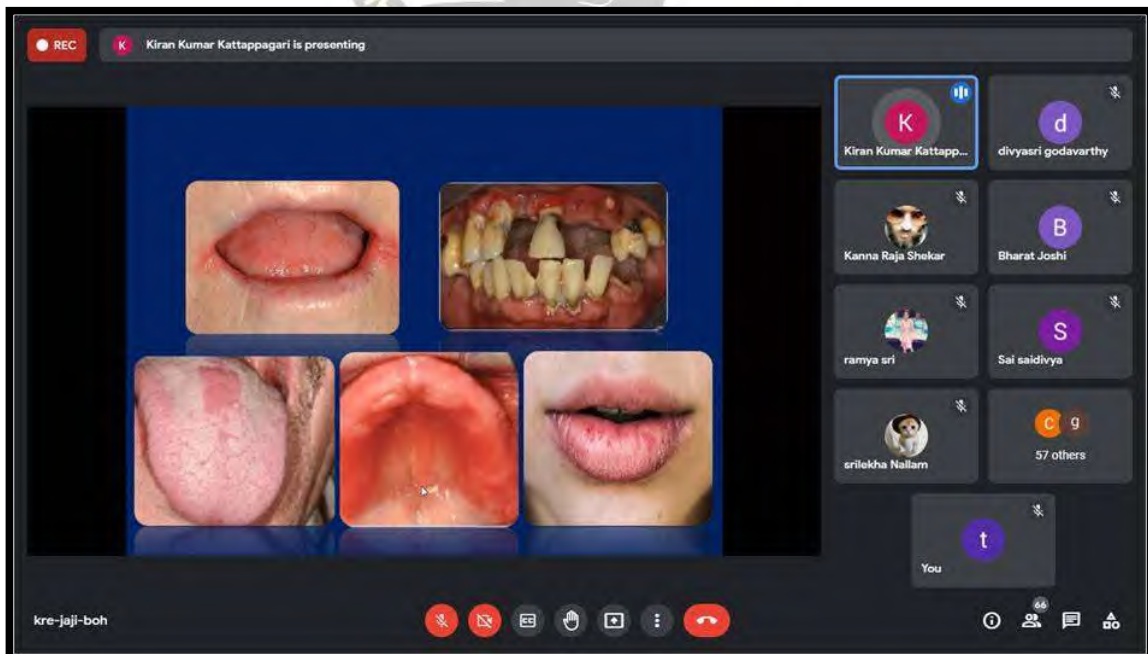 REC
K
Kiran Kumar Kattappagari is presenting
K
Kiran Kumar Kattapp...
d
divyasri godavarthy
Kanna Raja Shekar
B
Bharat Joshi
ramya sri
S
Sai saidivya
srilekha Nallam
C g
57 others
t
You
kre-jaji-boh
CC
66